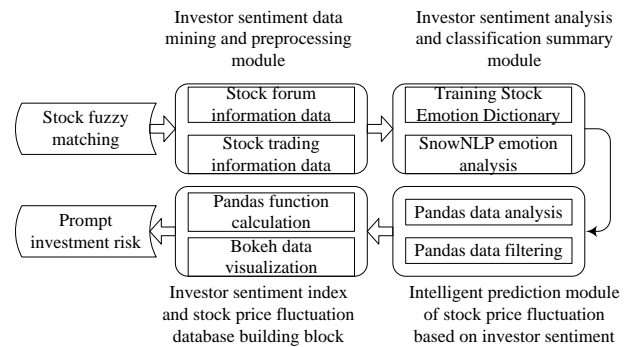 Investor sentiment data
mining and preprocessing
module
Investor sentiment analysis
and classification summary
module
Stock fuzzy
matching
Stock forum
information data
Stock trading
information data
Training Stock
Emotion Dictionary
SnowNLP emotion
analysis
Prompt
investment risk
Pandas function
calculation
Bokeh data
visualization
Pandas data analysis
Pandas data filtering
Investor sentiment index
and stock price fluctuation
database building block
Intelligent prediction module
of stock price fluctuation
based on investor sentiment